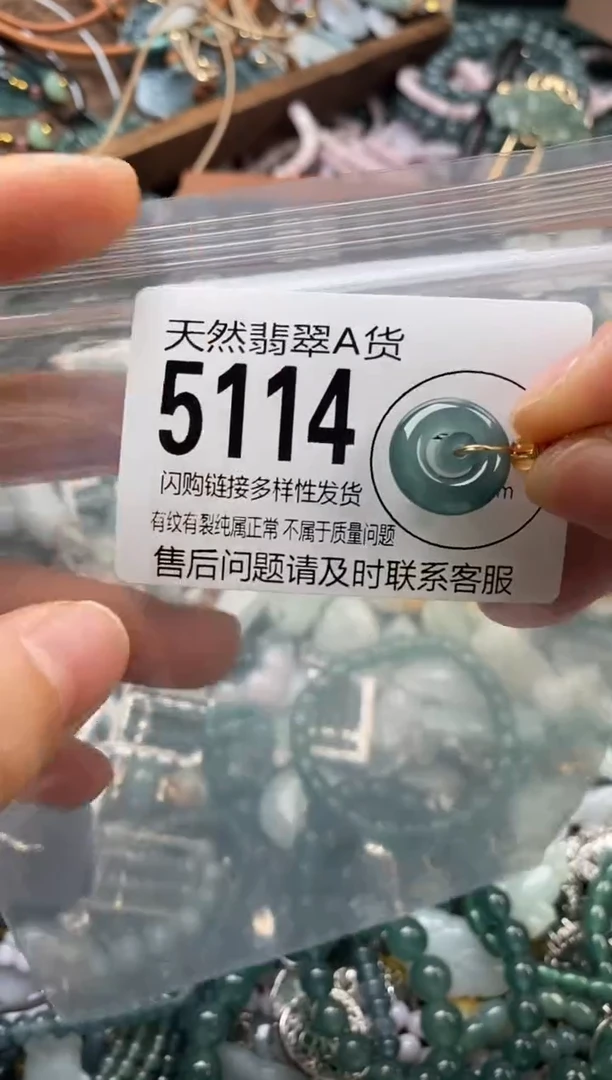 天然翡翠A货
5114
闪购链接多样性发货
有纹有裂纯属正常 不属于质量问题
售后问题请及时联系客服